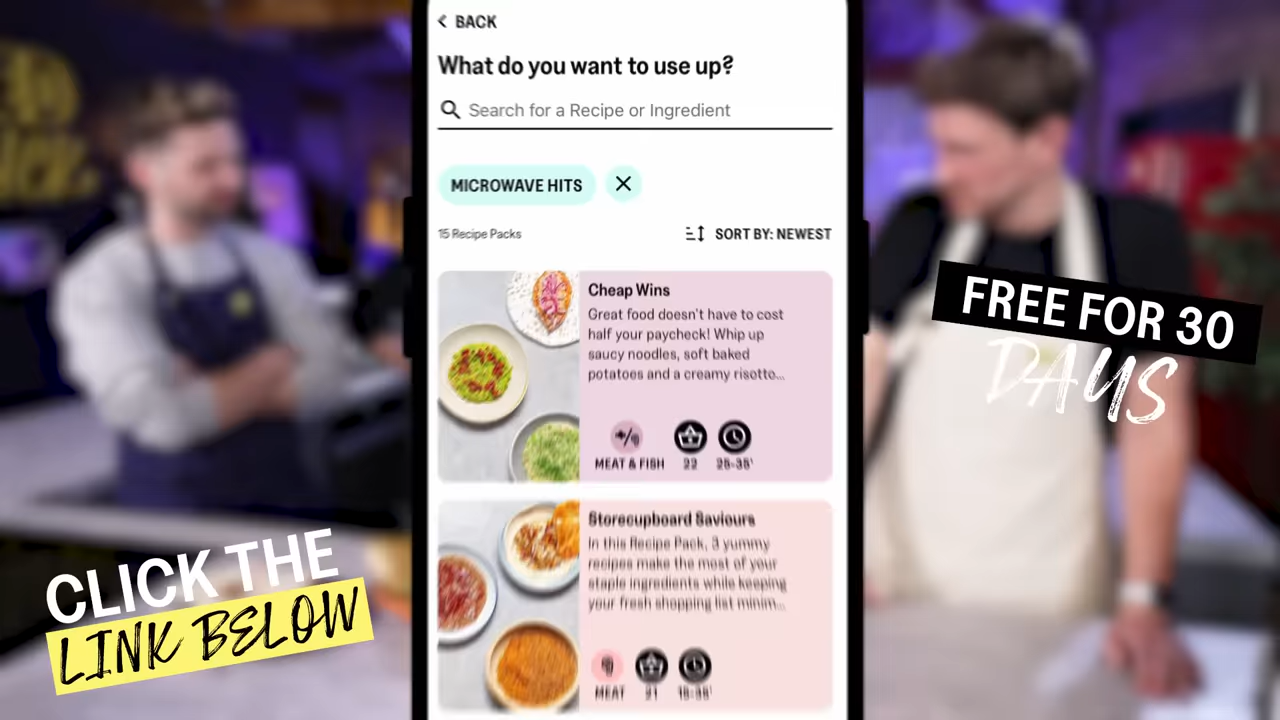 BACK
What do you want to use up?
Search for a Recipe or Ingredient
MICROWAVE HITS
15 Recipe Packs
SORT BY: NEWEST
Cheap Wins
Great food doesn't have to cost
half your paycheck! Whip up
saucy noodles, soft baked
potatoes and a creamy risotto...
MEAT & FISH
22
25-35'
Storecupboard Saviours
In this Recipe Pack, 3 yummy
recipes make the most of your
staple ingredients while keeping
your fresh shopping list minim...
MEAT
21
FREE FOR 30
DAYS
CLICK THE
LINK BELOW